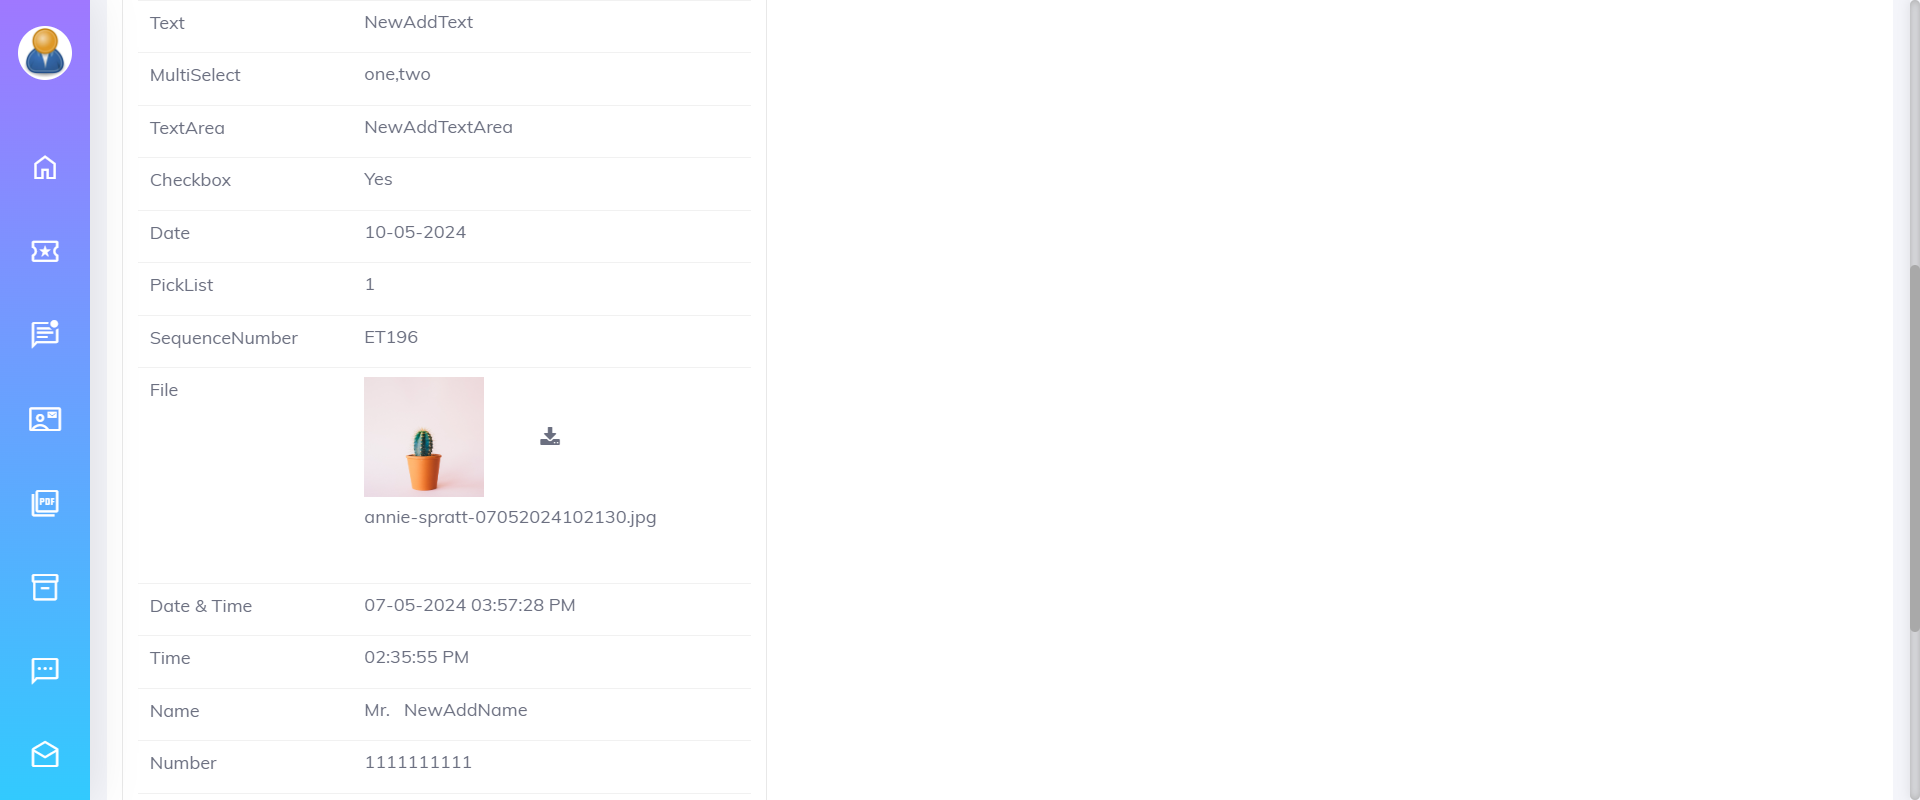 Text NewAddText
MultiSelect one,two
TextArea NewAddTextArea
Checkbox Yes
Date 10-05-2024
PickList 1
SequenceNumber ET196
File
annie-spratt-07052024102130.jpg
Date & Time 07-05-2024 03:57:28 PM
Time 02:35:55 PM
Name Mr. NewAddName
Number 1111111111
PDF